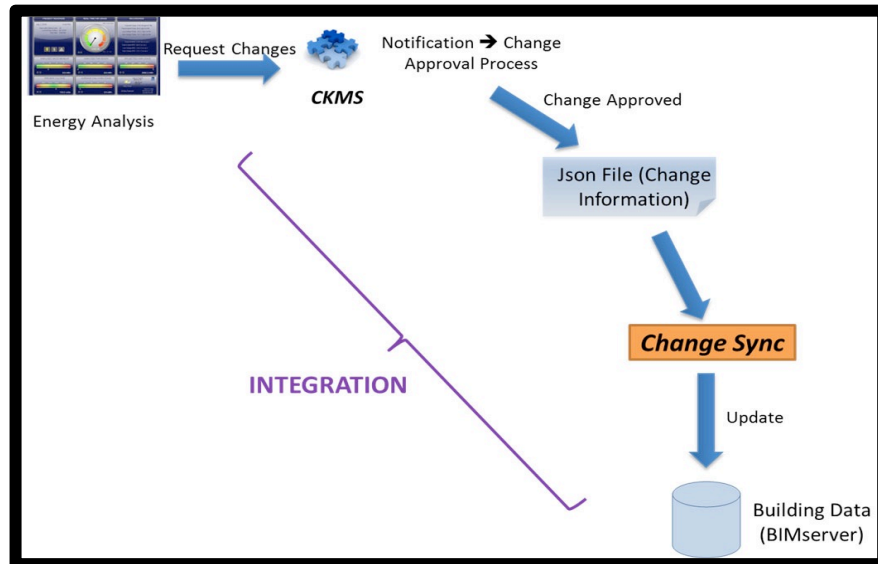 Request Changes
Energy Analysis
CKMS
Notification ➔ Change
Approval Process
Change Approved
Json File (Change
Information)
Change Sync
INTEGRATION
Update
Building Data
(BIMserver)